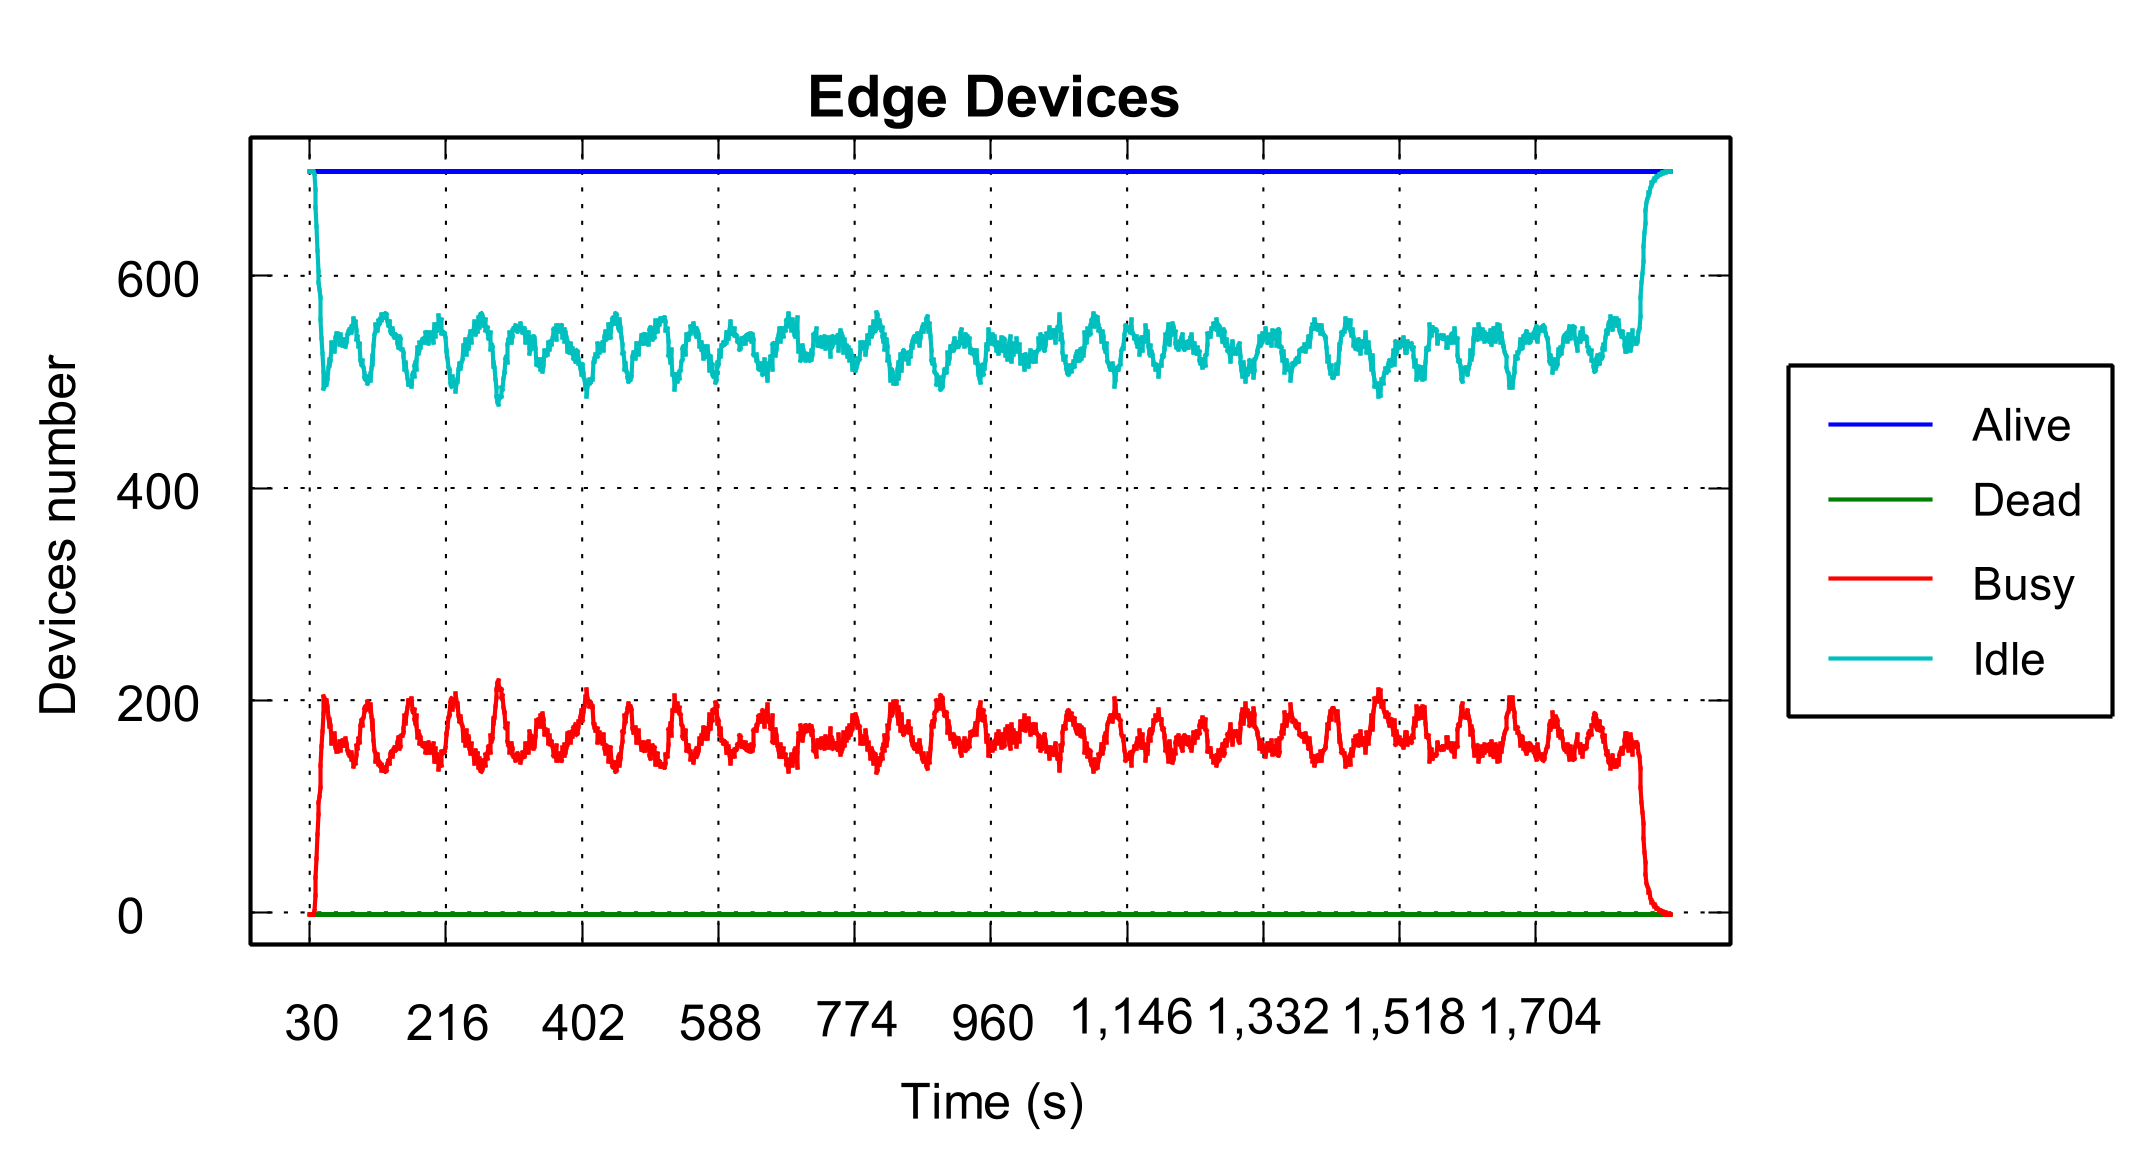 Edge Devices
600
400
200
0
Devices number
30 216 402 588 774 960 1,146 1,332 1,518 1,704
Time (s)
Alive
Dead
Busy
Idle